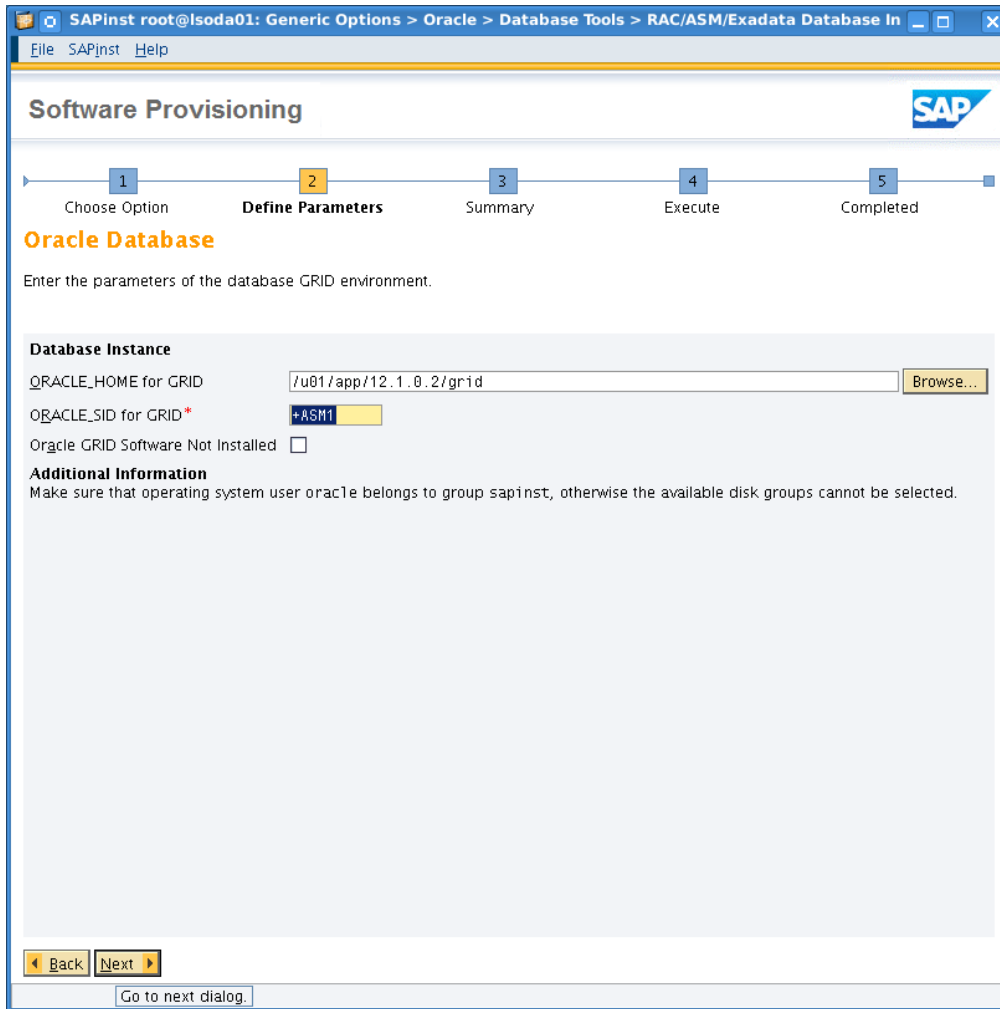 SAPinst root@lsoda01: Generic Options > Oracle > Database Tools > RAC/ASM/Exadata Database In
File SAPinst Help
Software Provisioning
SAP
1 2 3 4 5
Choose Option Define Parameters Summary Execute Completed
Oracle Database
Enter the parameters of the database GRID environment.
Database Instance
ORACLE_HOME for GRID /u01/app/12.1.0.2/grid Browse...
ORACLE_SID for GRID* +ASM1
Oracle GRID Software Not Installed
Additional Information
Make sure that operating system user oracle belongs to group sapinst, otherwise the available disk groups cannot be selected.
Back Next
Go to next dialog.